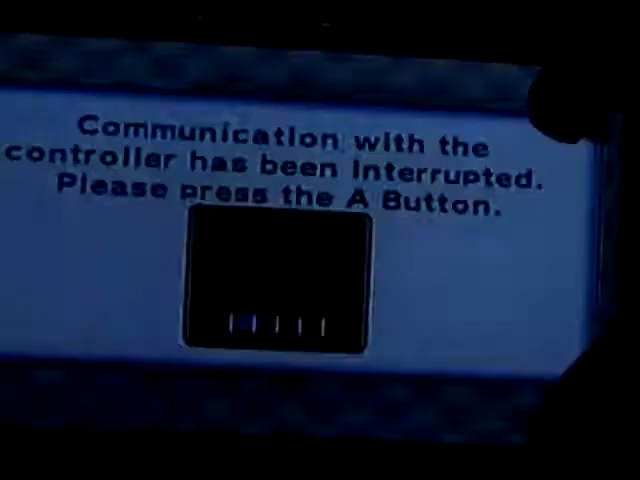 Communication with the
controller has been interrupted.
Please press the A Button.